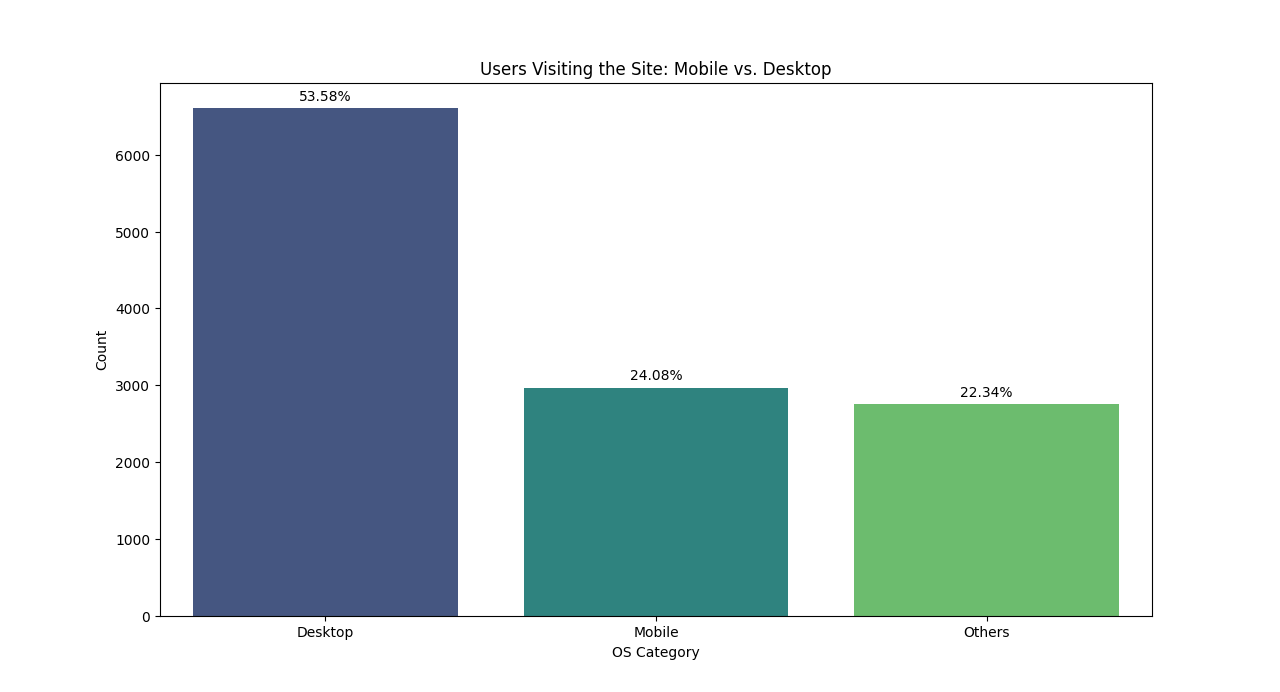 Users Visiting the Site: Mobile vs. Desktop
53.58%
24.08%
22.34%
6000
5000
4000
3000
2000
1000
0
Count
Desktop
Mobile
Others
OS Category